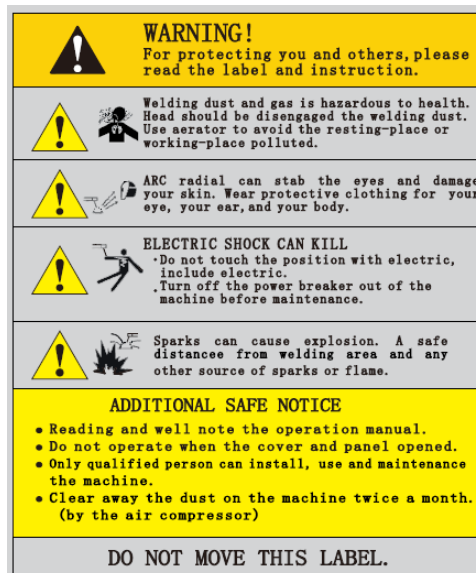 WARNING!
For protecting you and others, please
read the label and instruction.
Welding dust and gas is hazardous to health.
Head should be disengaged the welding dust.
Use aerator to avoid the resting-place or
working-place polluted.
ARC radial can stab the eyes and damage
your skin. Wear protective clothing for your
eye, your ear, and your body.
ELECTRIC SHOCK CAN KILL
·Do not touch the position with electric,
include electric.
.Turn off the power breaker out of the
machine before maintenance.
Sparks can cause explosion. A safe
distancee from welding area and any
other source of sparks or flame.
ADDITIONAL SAFE NOTICE
● Reading and well note the operation manual.
● Do not operate when the cover and panel opened.
● Only qualified person can install, use and maintenance
the machine.
● Clear away the dust on the machine twice a month.
(by the air compressor)
DO NOT MOVE THIS LABEL.